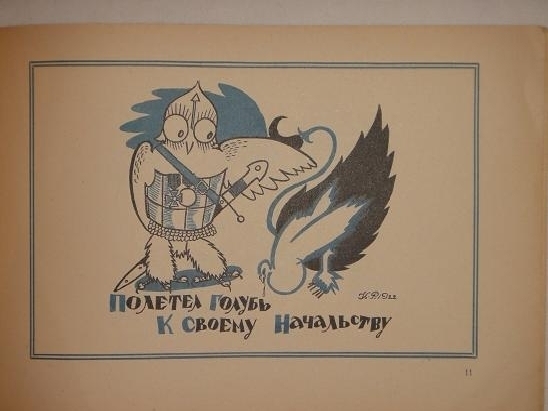 Полетел Голубь
К Своему Начальству
11